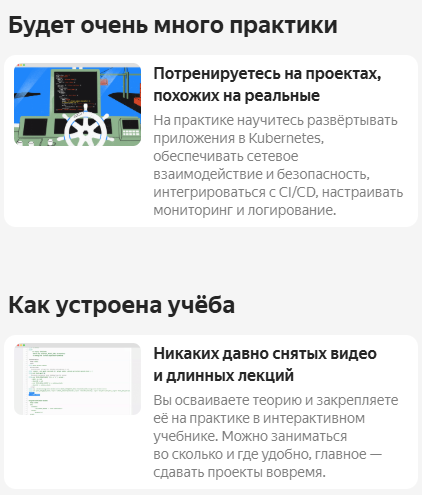 Будет очень много практики
Потренируетесь на проектах,
похожих на реальные
На практике научитесь развёртывать
приложения в Kubernetes,
обеспечивать сетевое
взаимодействие и безопасность,
интегрироваться с CI/CD, настраивать
мониторинг и логирование.
Как устроена учёба
Никаких давно снятых видео
и длинных лекций
Вы осваиваете теорию и закрепляете
её на практике в интерактивном
учебнике. Можно заниматься
во сколько и где удобно, главное —
сдавать проекты вовремя.